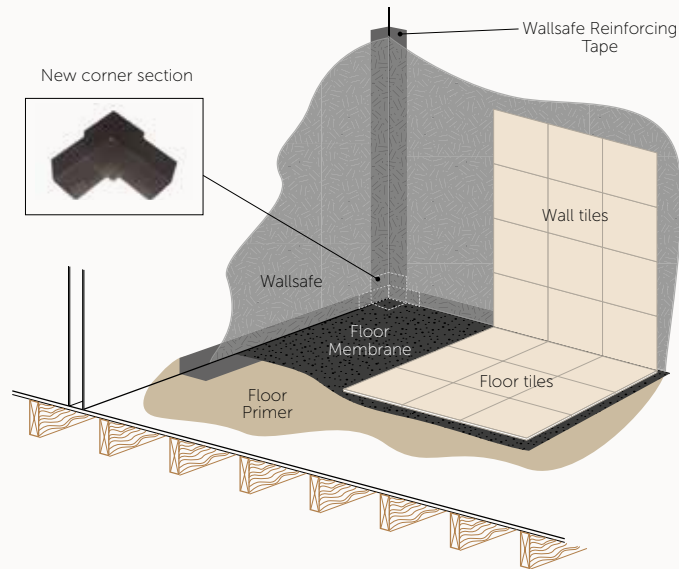 Wallsafe Reinforcing
Tape
New corner section
Wall tiles
Wallsafe
Floor
Membrane
Floor tiles
Floor
Primer